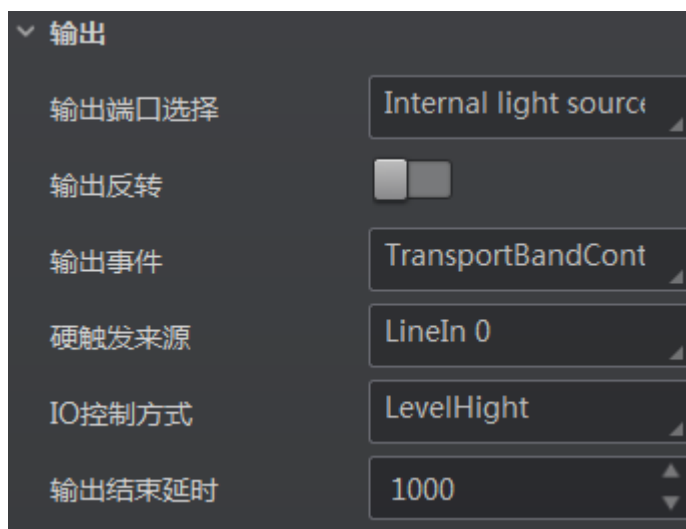 输出
输出端口选择 Internal light source
输出反转
输出事件 TransportBandCont
硬触发来源 LineIn 0
IO控制方式 LevelHight
输出结束延时 1000